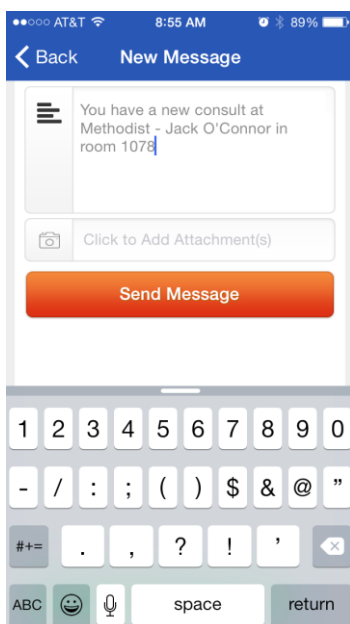 AT&T 8:55 AM 89%
Back New Message
You have a new consult at
Methodist - Jack O'Connor in
room 1078
Click to Add Attachment(s)
Send Message
1 2 3 4 5 6 7 8 9 0
- / : ; ( ) $ & @ "
#+= . , ? ! '
ABC space return